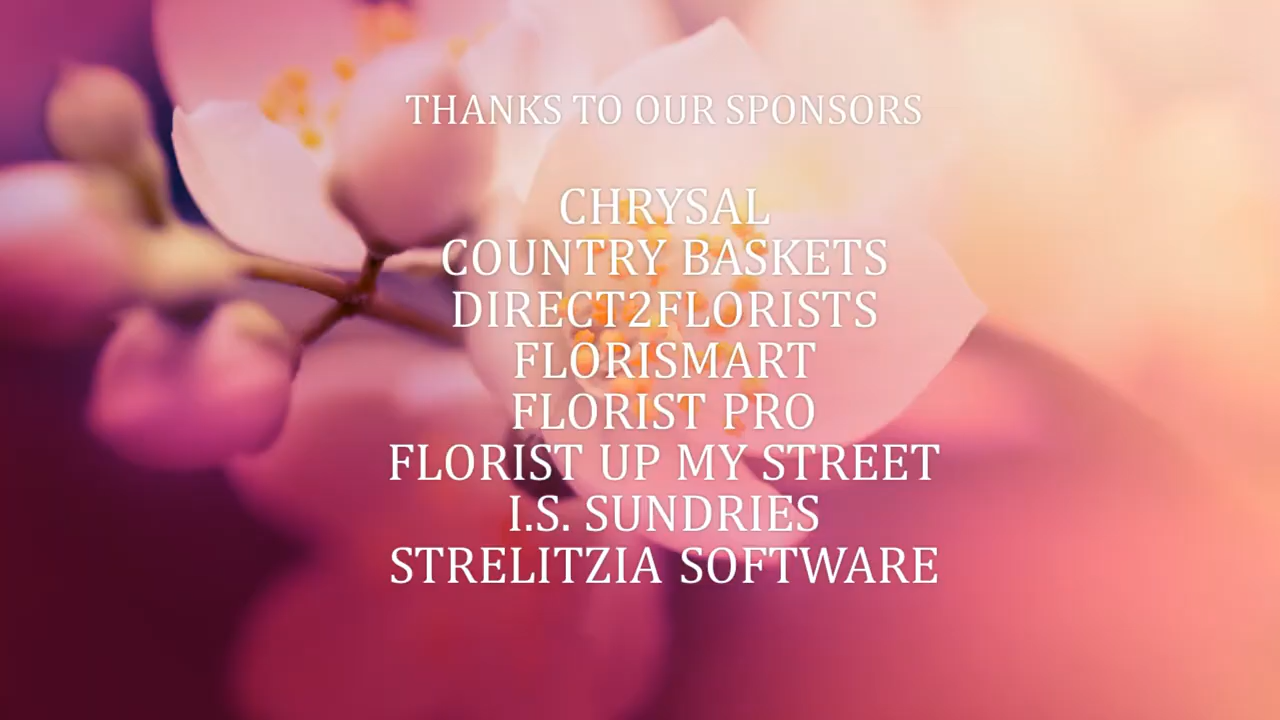 THANKS TO OUR SPONSORS
CHRYSAL
COUNTRY BASKETS
DIRECT2FLORISTS
FLORISMART
FLORIST PRO
FLORIST UP MY STREET
I.S. SUNDRIES
STRELITZIA SOFTWARE